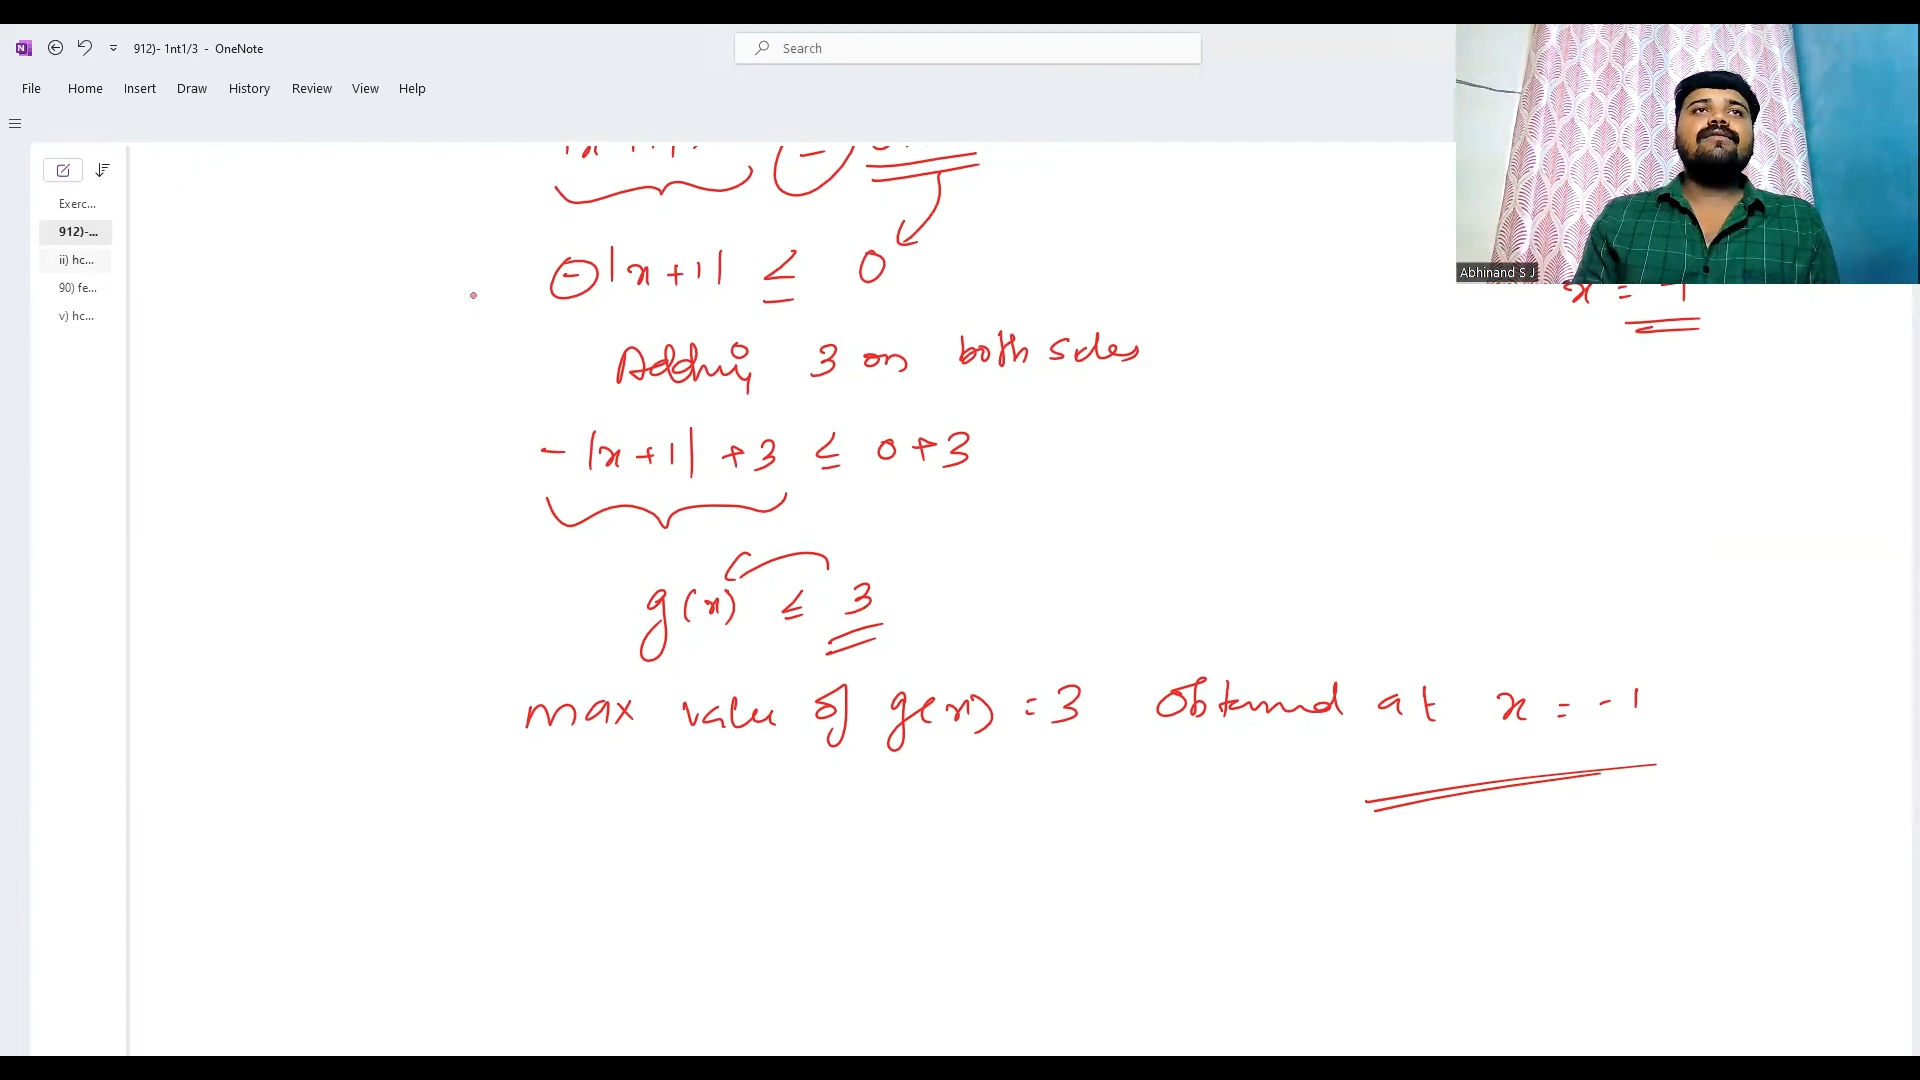 912)- 1nt1/3 - OneNote
Search
File Home Insert Draw History Review View Help
Exerc...
912)-...
ii) hc...
90) fe...
v) hc...
Abhinand S J
x = -1
-|x+1| ≤ 0
Adding 3 on both sides
-|x+1| +3 ≤ 0+3
g(x) ≤ 3
max value of g(x) = 3 obtained at x = -1